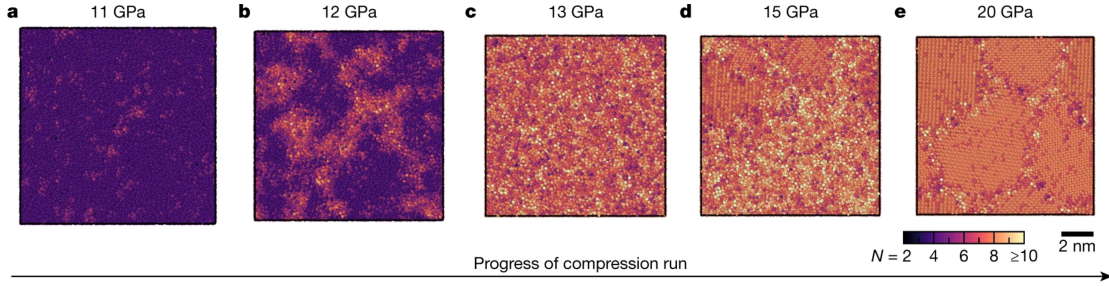 a 11 GPa
b 12 GPa
c 13 GPa
d 15 GPa
e 20 GPa
N = 2 4 6 8 ≥10
2 nm
Progress of compression run